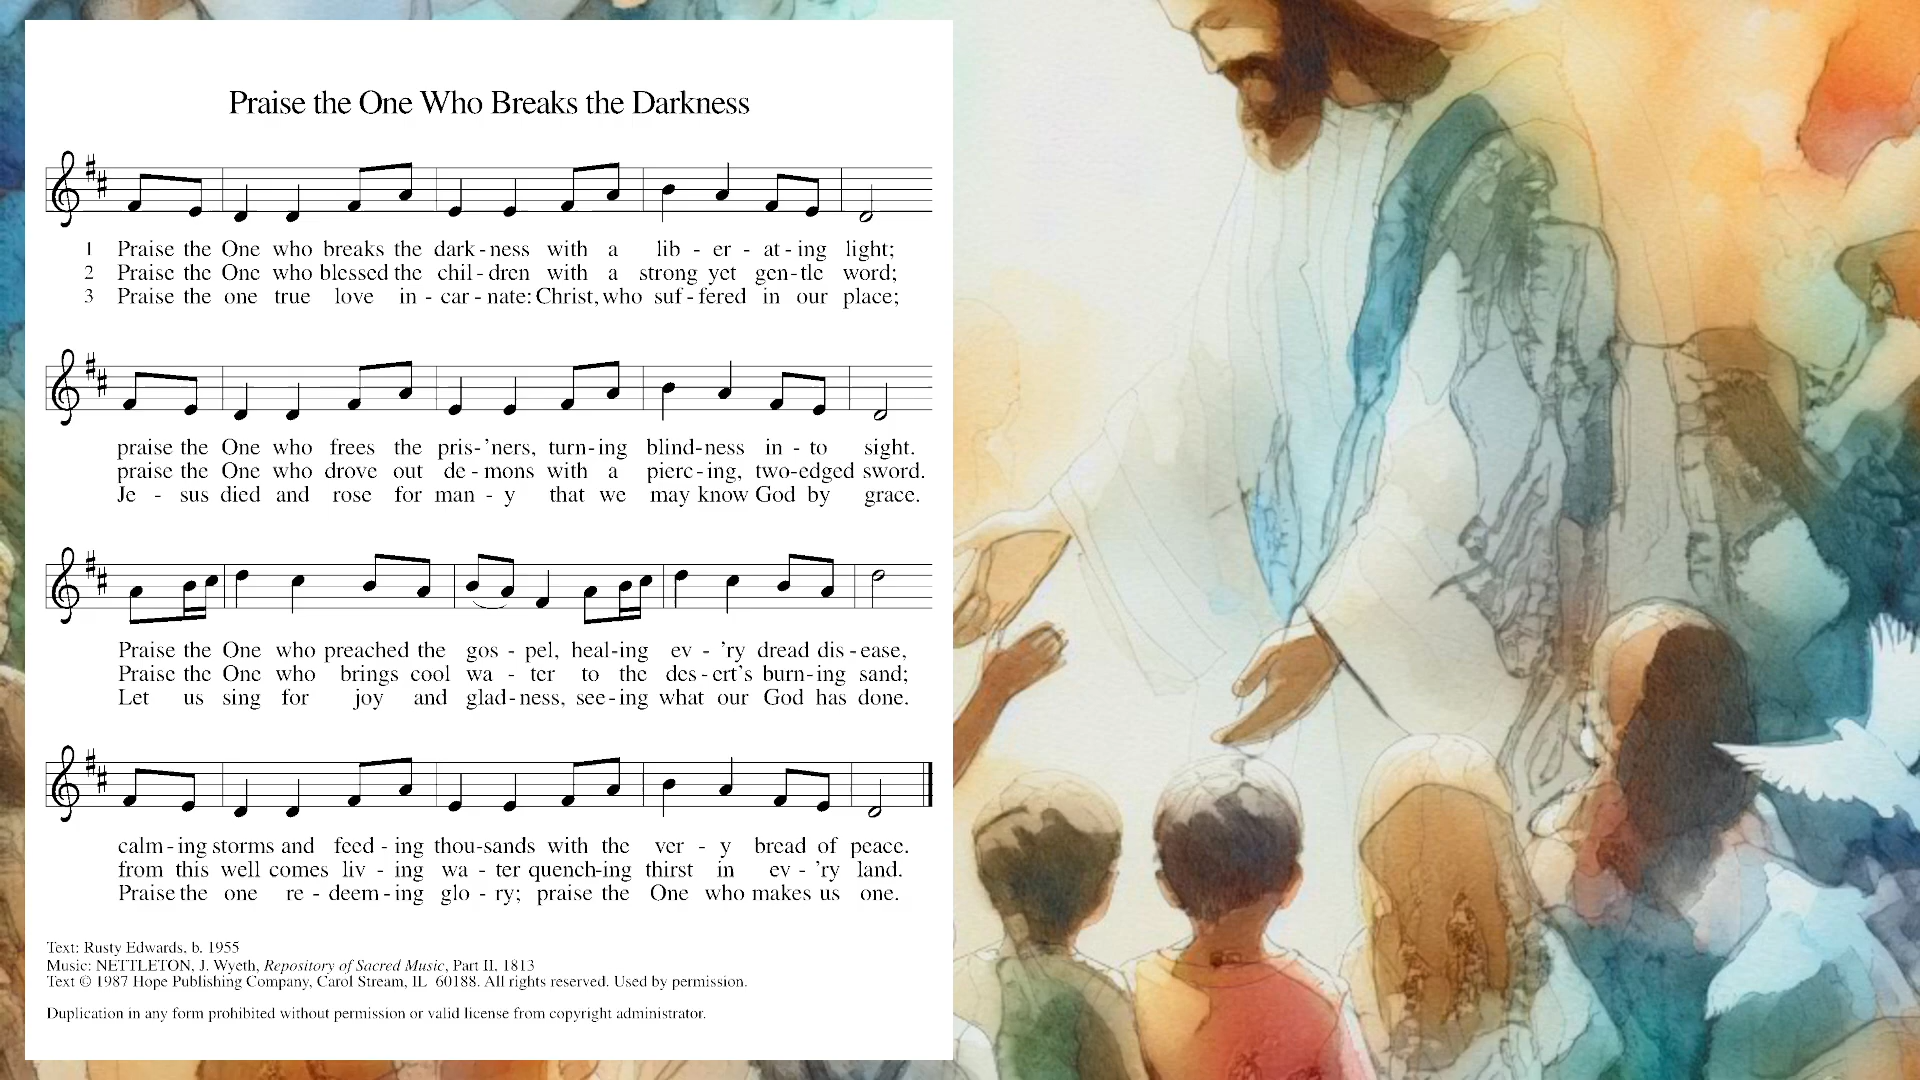 Praise the One Who Breaks the Darkness
1 Praise the One who breaks the dark - ness with a lib - er - at - ing light;
2 Praise the One who blessed the chil - dren with a strong yet gen - tle word;
3 Praise the one true love in - car - nate: Christ, who suf - fered in our place;
praise the One who frees the pris - 'ners, turn - ing blind - ness in - to sight.
praise the One who drove out de - mons with a pierc - ing, two-edged sword.
Je - sus died and rose for man - y that we may know God by grace.
Praise the One who preached the gos - pel, heal - ing ev - 'ry dread dis - ease,
Praise the One who brings cool wa - ter to the des - ert's burn - ing sand;
Let us sing for joy and glad - ness, see - ing what our God has done.
calm - ing storms and feed - ing thou - sands with the ver - y bread of peace.
from this well comes liv - ing wa - ter quench - ing thirst in ev - 'ry land.
Praise the one re - deem - ing glo - ry; praise the One who makes us one.
Text: Rusty Edwards, b. 1955
Music: NETTLETON, J. Wyeth, Repository of Sacred Music, Part II, 1813
Text © 1987 Hope Publishing Company, Carol Stream, IL 60188. All rights reserved. Used by permission.
Duplication in any form prohibited without permission or valid license from copyright administrator.